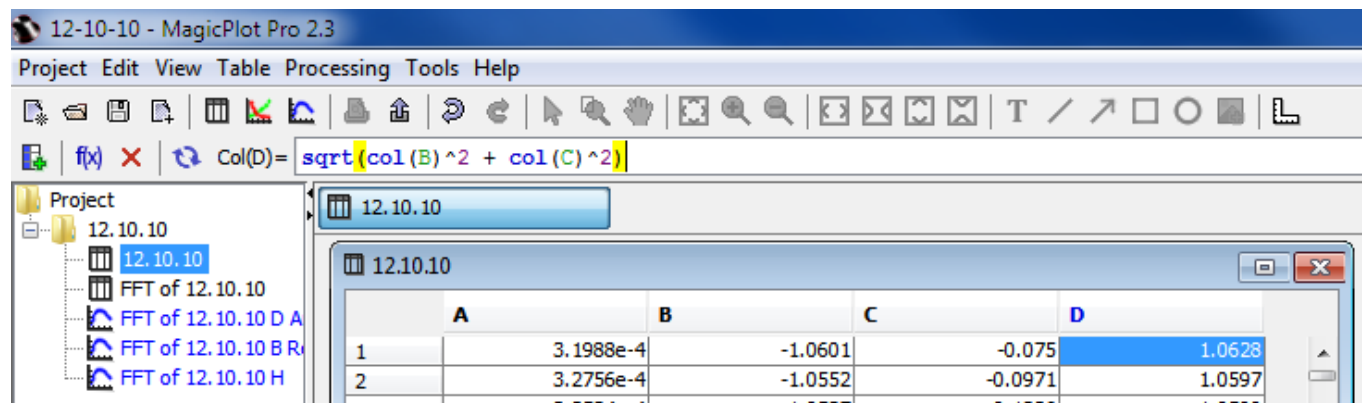 12-10-10 - MagicPlot Pro 2.3
Project Edit View Table Processing Tools Help
T
f(x) Col(D)= sqrt(col(B)^2 + col(C)^2)
Project
12.10.10
12.10.10
FFT of 12.10.10
FFT of 12.10.10 D A
FFT of 12.10.10 B Re
FFT of 12.10.10 H
12.10.10
12.10.10
A B C D
1 3.1988e-4 -1.0601 -0.075 1.0628
2 3.2756e-4 -1.0552 -0.0971 1.0597